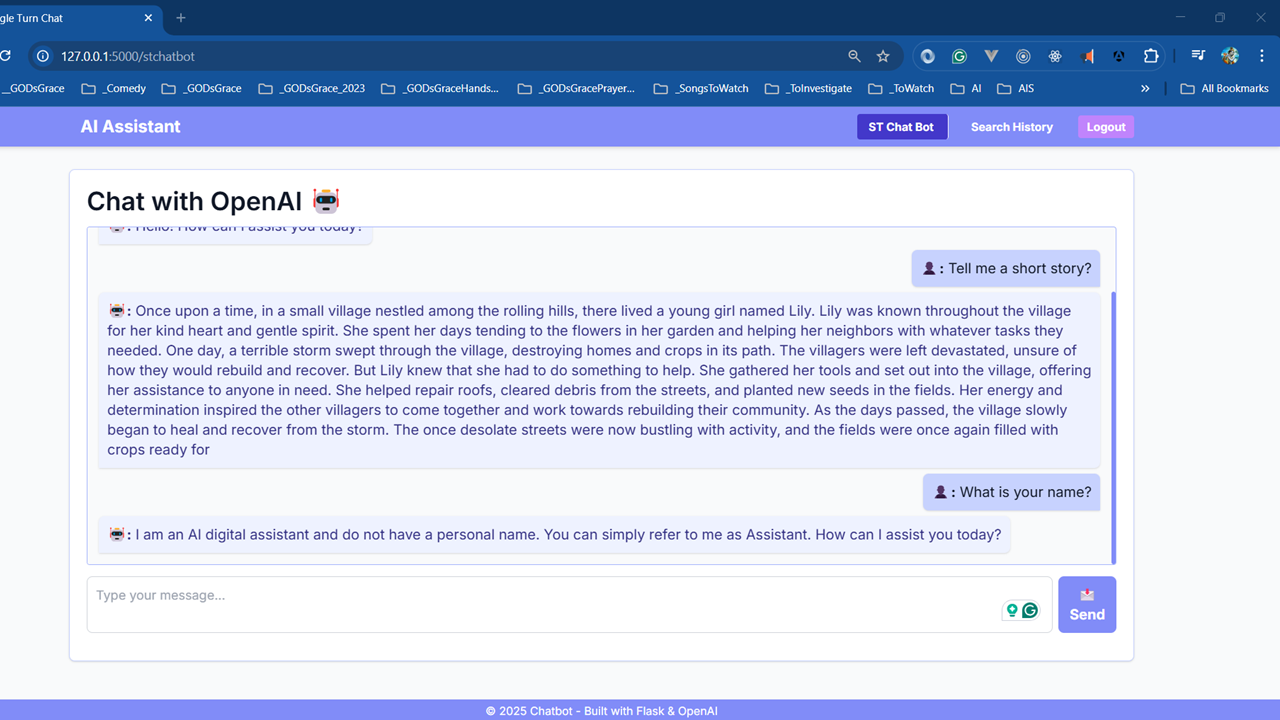 gle Turn Chat
127.0.0.1:5000/stchatbot
__GODsGrace
_Comedy
_GODsGrace
_GODsGrace_2023
_GODsGraceHands...
_GODsGracePrayer...
_SongsToWatch
_ToInvestigate
_ToWatch
AI
AIS
All Bookmarks
AI Assistant
ST Chat Bot
Search History
Logout
Chat with OpenAI
: Hello! How can I assist you today?
: Tell me a short story?
: Once upon a time, in a small village nestled among the rolling hills, there lived a young girl named Lily. Lily was known throughout the village
for her kind heart and gentle spirit. She spent her days tending to the flowers in her garden and helping her neighbors with whatever tasks they
needed. One day, a terrible storm swept through the village, destroying homes and crops in its path. The villagers were left devastated, unsure of
how they would rebuild and recover. But Lily knew that she had to do something to help. She gathered her tools and set out into the village, offering
her assistance to anyone in need. She helped repair roofs, cleared debris from the streets, and planted new seeds in the fields. Her energy and
determination inspired the other villagers to come together and work towards rebuilding their community. As the days passed, the village slowly
began to heal and recover from the storm. The once desolate streets were now bustling with activity, and the fields were once again filled with
crops ready for
: What is your name?
: I am an AI digital assistant and do not have a personal name. You can simply refer to me as Assistant. How can I assist you today?
Type your message...
Send
© 2025 Chatbot - Built with Flask & OpenAI